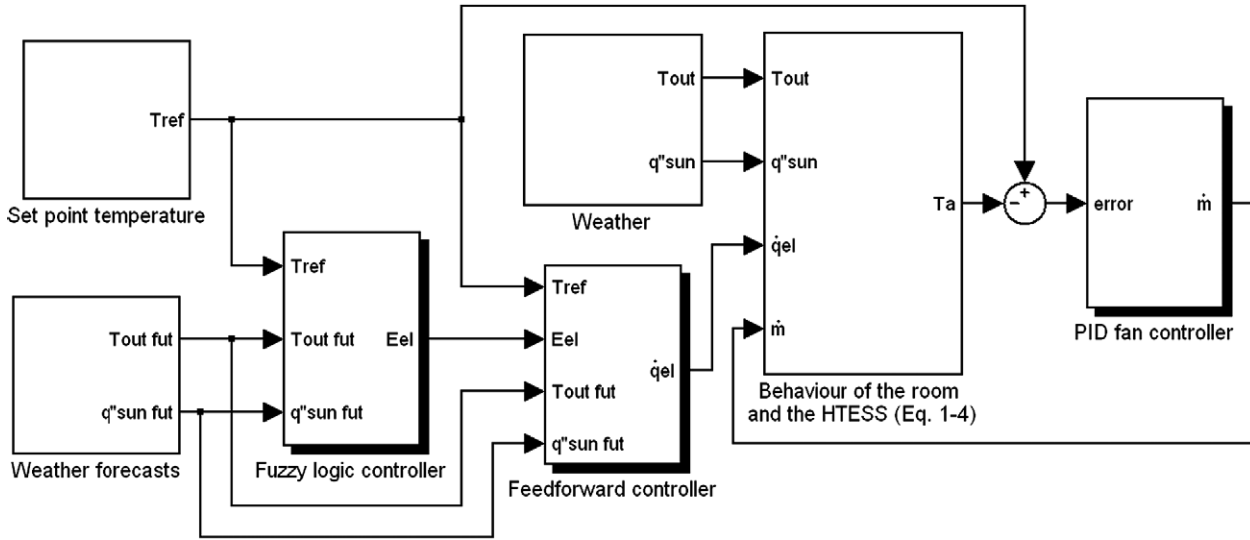 Tref
Set point temperature
Tout fut
q"sun fut
Weather forecasts
Tref
Tout fut
q"sun fut
Eel
Fuzzy logic controller
Tref
Eel
Tout fut
q"sun fut
q̇el
Feedforward controller
Tout
q"sun
Weather
Tout
q"sun
q̇el
ṁ
Ta
Behaviour of the room
and the HTESS (Eq. 1-4)
+
−
error
ṁ
PID fan controller